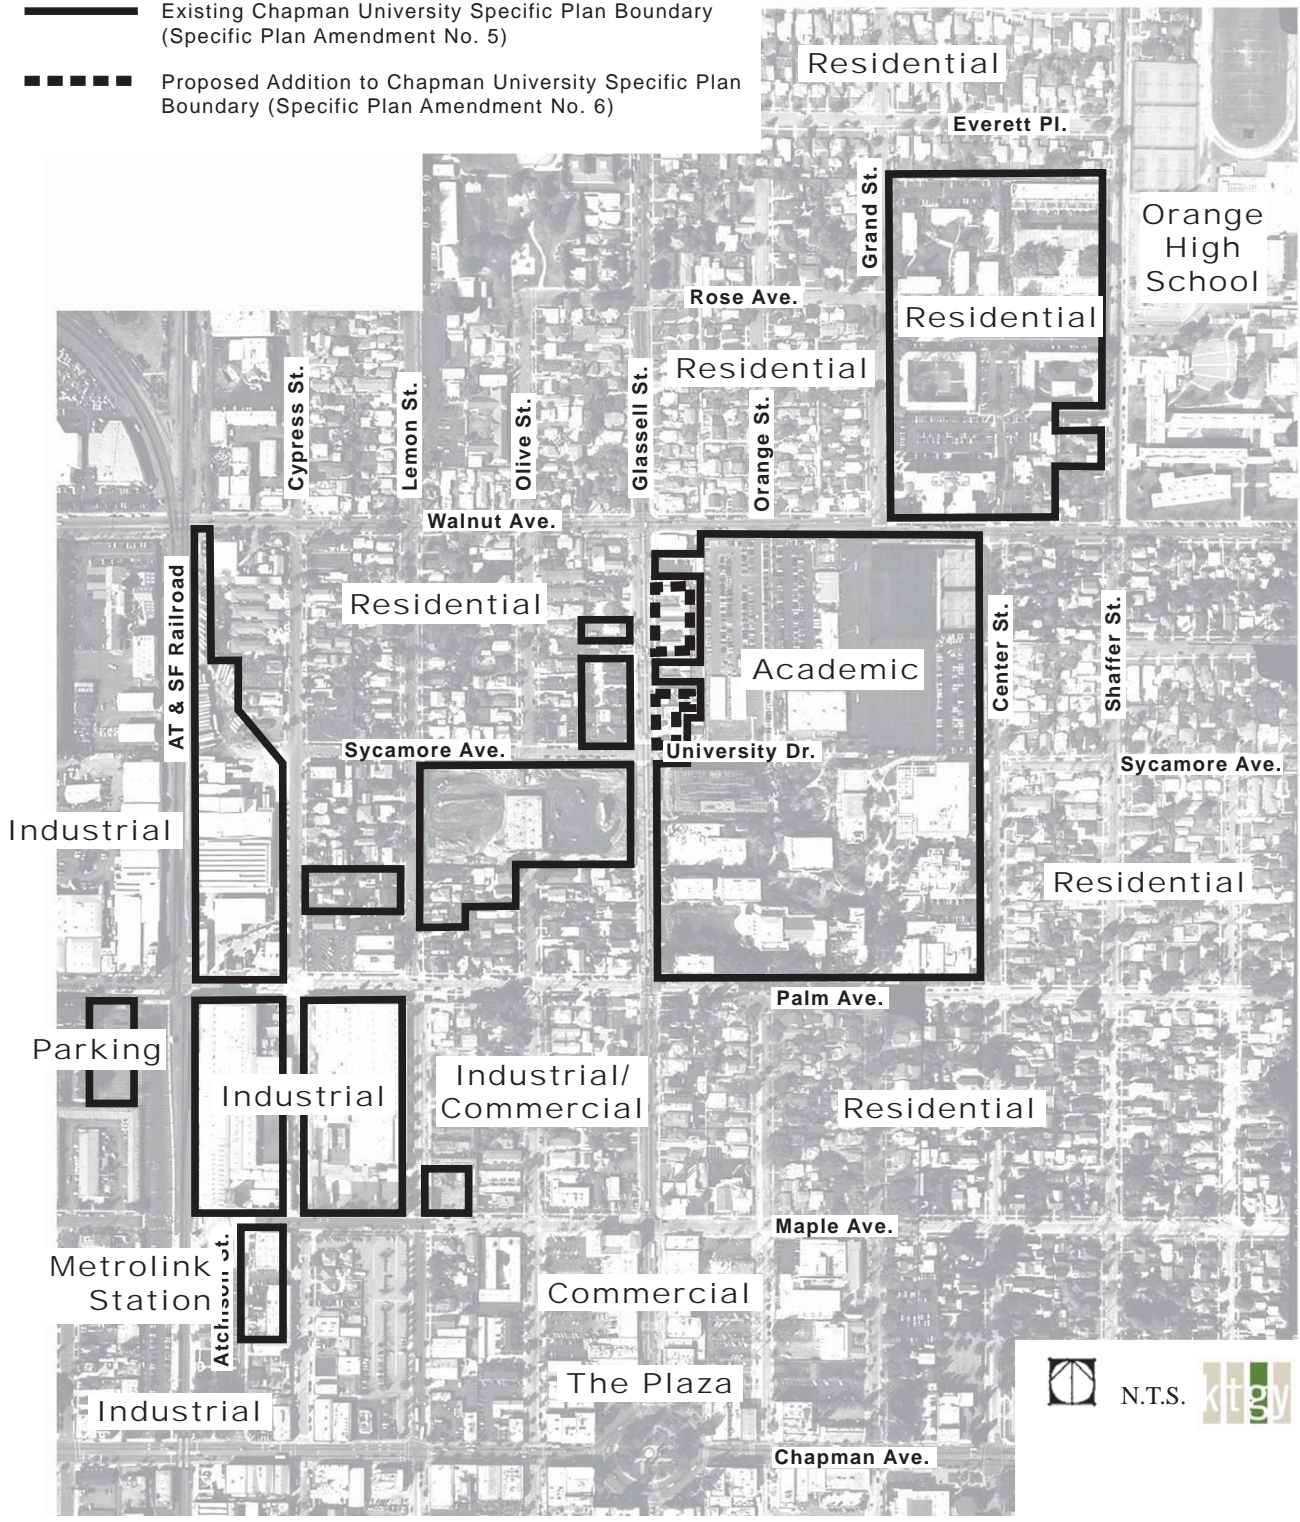 Existing Chapman University Specific Plan Boundary
(Specific Plan Amendment No. 5)
Proposed Addition to Chapman University Specific Plan
Boundary (Specific Plan Amendment No. 6)
Residential
Everett Pl.
Grand St.
Orange
High
School
Rose Ave.
Residential
Residential
Cypress St.
Lemon St.
Olive St.
Glassell St.
Orange St.
Walnut Ave.
AT & SF Railroad
Residential
Academic
Center St.
Shaffer St.
Sycamore Ave.
University Dr.
Sycamore Ave.
Industrial
Residential
Palm Ave.
Parking
Industrial
Industrial/
Commercial
Residential
Maple Ave.
Metrolink
Station
Atchison St.
Commercial
The Plaza
Industrial
N.T.S.
ktgy
Chapman Ave.